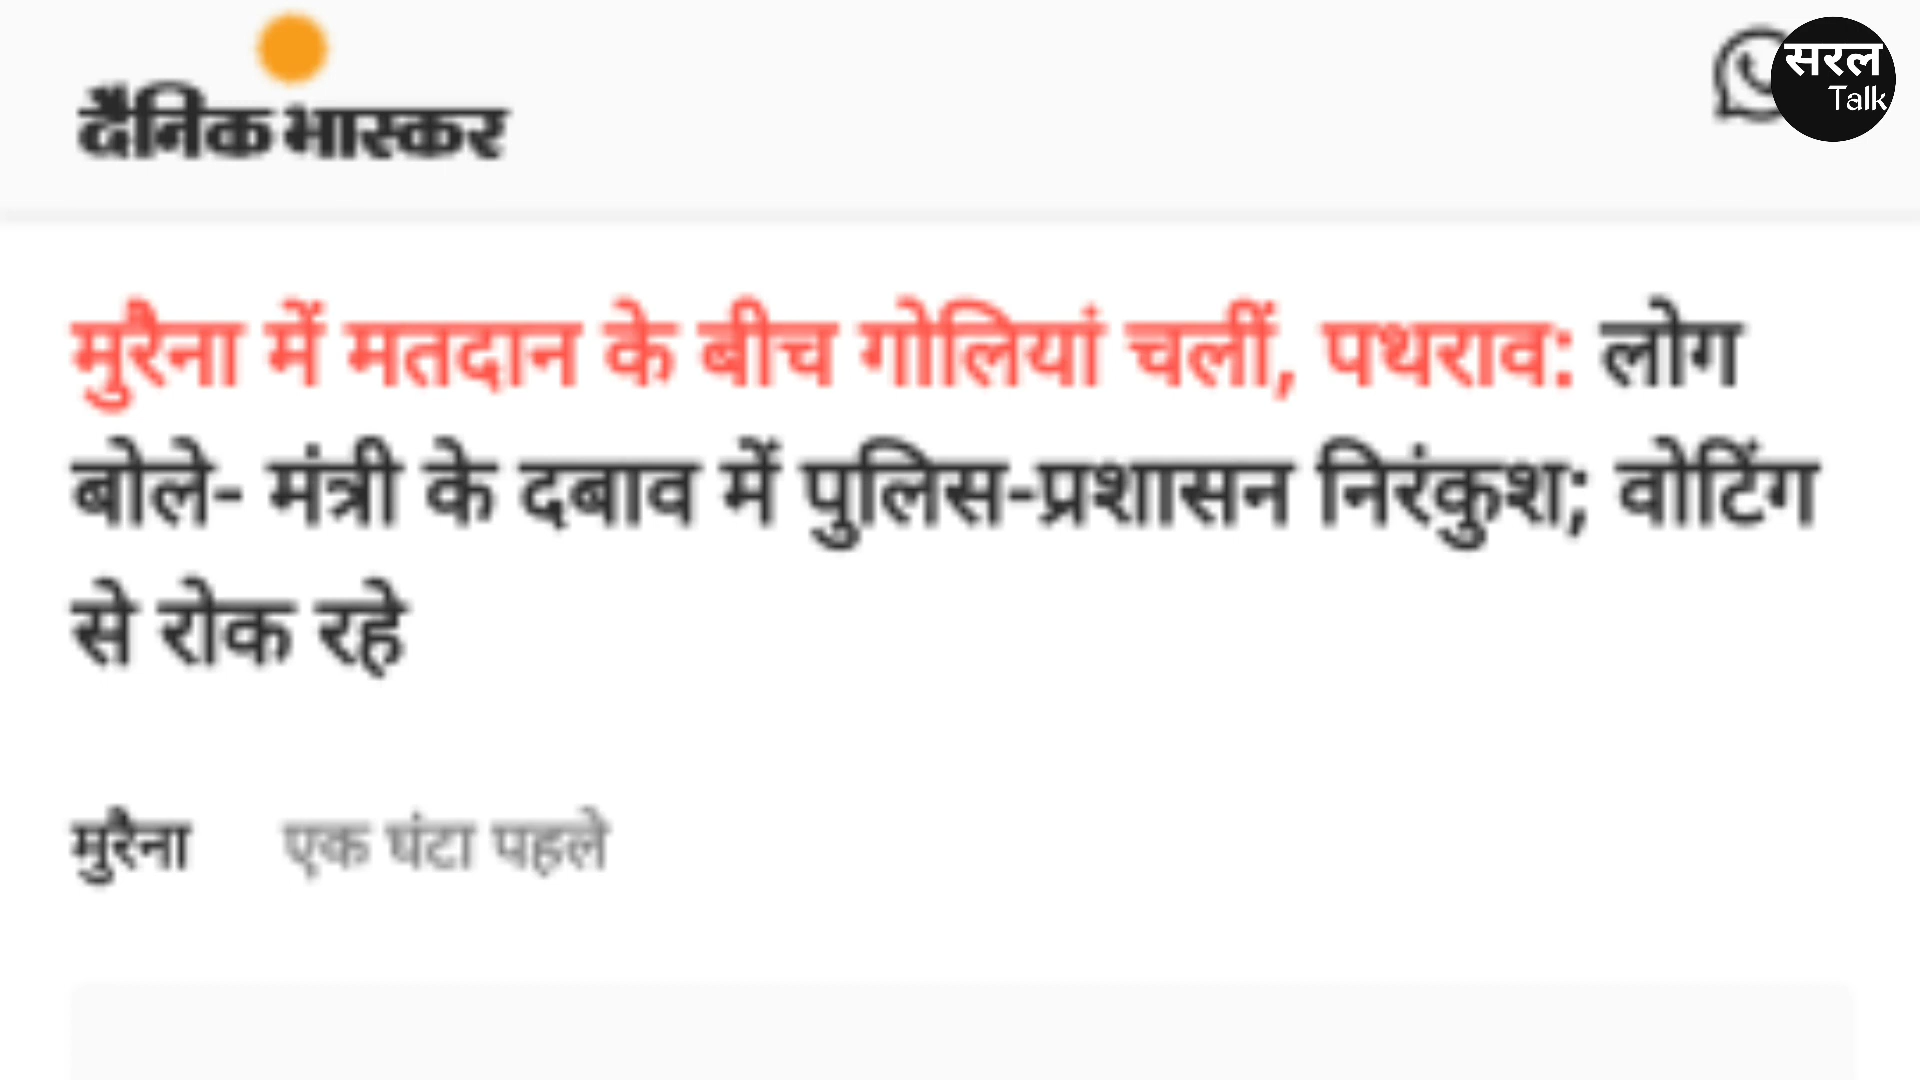 दैनिक भास्कर
सरल
Talk
मुरैना में मतदान के बीच गोलियां चलीं, पथराव: लोग
बोले- मंत्री के दबाव में पुलिस-प्रशासन निरंकुश; वोटिंग
से रोक रहे
मुरैना एक घंटा पहले